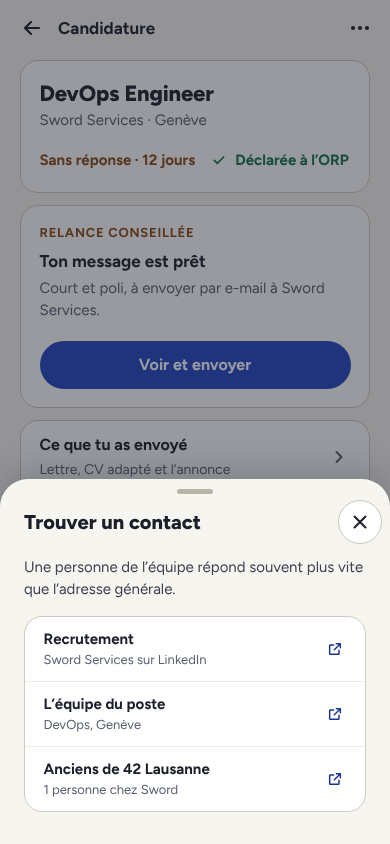 Candidature
DevOps Engineer
Sword Services · Genève
Sans réponse · 12 jours
Déclarée à l’ORP
RELANCE CONSEILLÉE
Ton message est prêt
Court et poli, à envoyer par e-mail à Sword
Services.
Voir et envoyer
Ce que tu as envoyé
Lettre, CV adapté et l’annonce
Trouver un contact
Une personne de l’équipe répond souvent plus vite
que l’adresse générale.
Recrutement
Sword Services sur LinkedIn
L’équipe du poste
DevOps, Genève
Anciens de 42 Lausanne
1 personne chez Sword